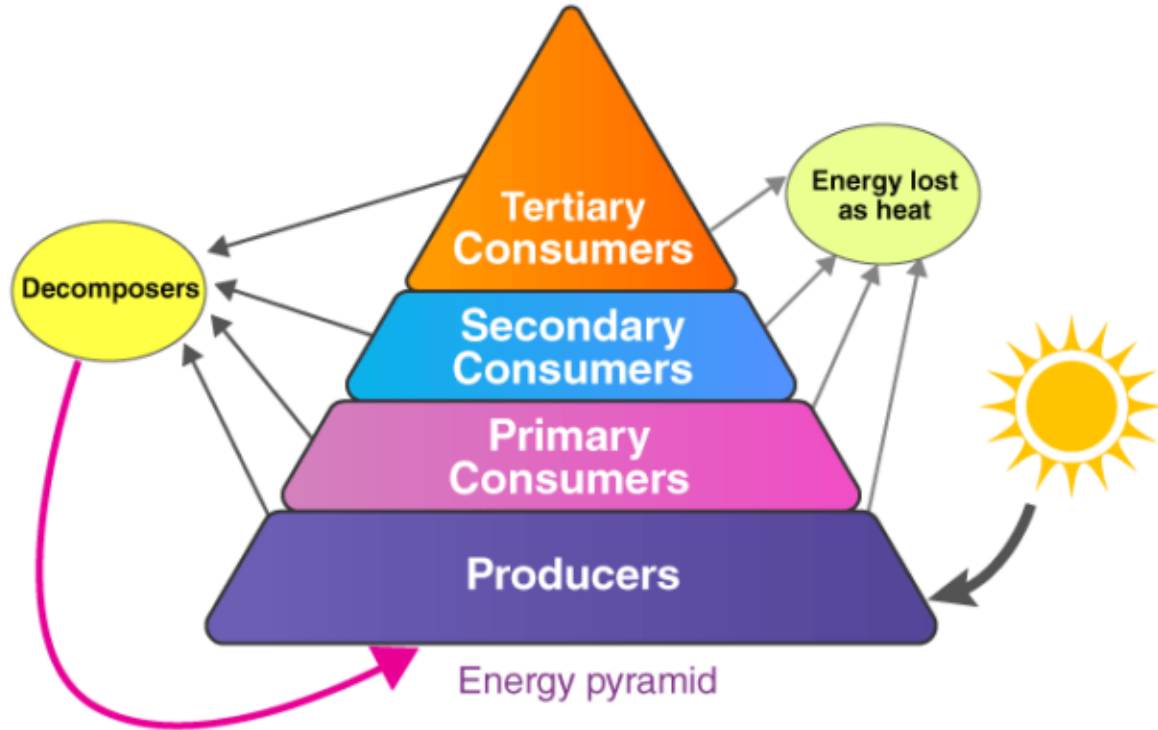 Tertiary
Consumers
Energy lost
as heat
Decomposers
Secondary
Consumers
Primary
Consumers
Producers
Energy pyramid